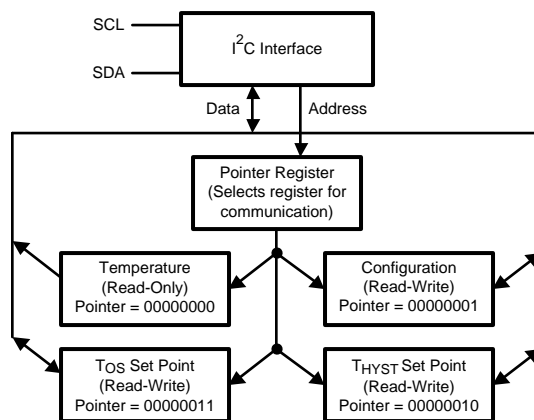 SCL
I2C Interface
SDA
Data
Address
Pointer Register
(Selects register for
communication)
Temperature
(Read-Only)
Pointer = 00000000
Configuration
(Read-Write)
Pointer = 00000001
TOS Set Point
(Read-Write)
Pointer = 00000011
THYST Set Point
(Read-Write)
Pointer = 00000010